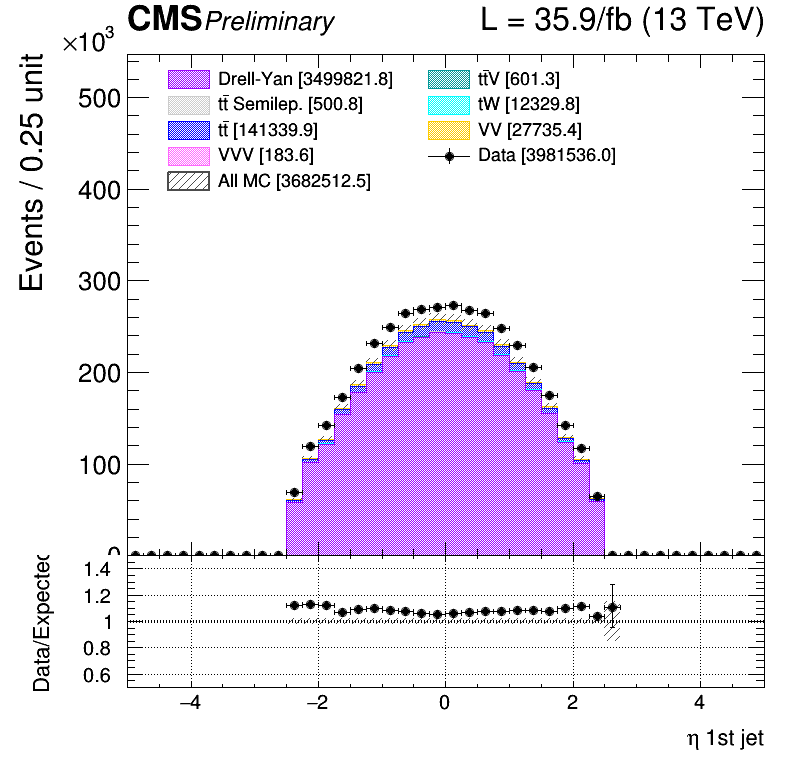 CMS Preliminary L = 35.9/fb (13 TeV)
×10³
Events / 0.25 unit
500
400
300
200
100
0
Drell-Yan [3499821.8]
tt̄ Semilep. [500.8]
tt̄ [141339.9]
VVV [183.6]
All MC [3682512.5]
tt̄V [601.3]
tW [12329.8]
VV [27735.4]
Data [3981536.0]
Data/Expected
1.4
1.2
1
0.8
0.6
−4 −2 0 2 4
η 1st jet